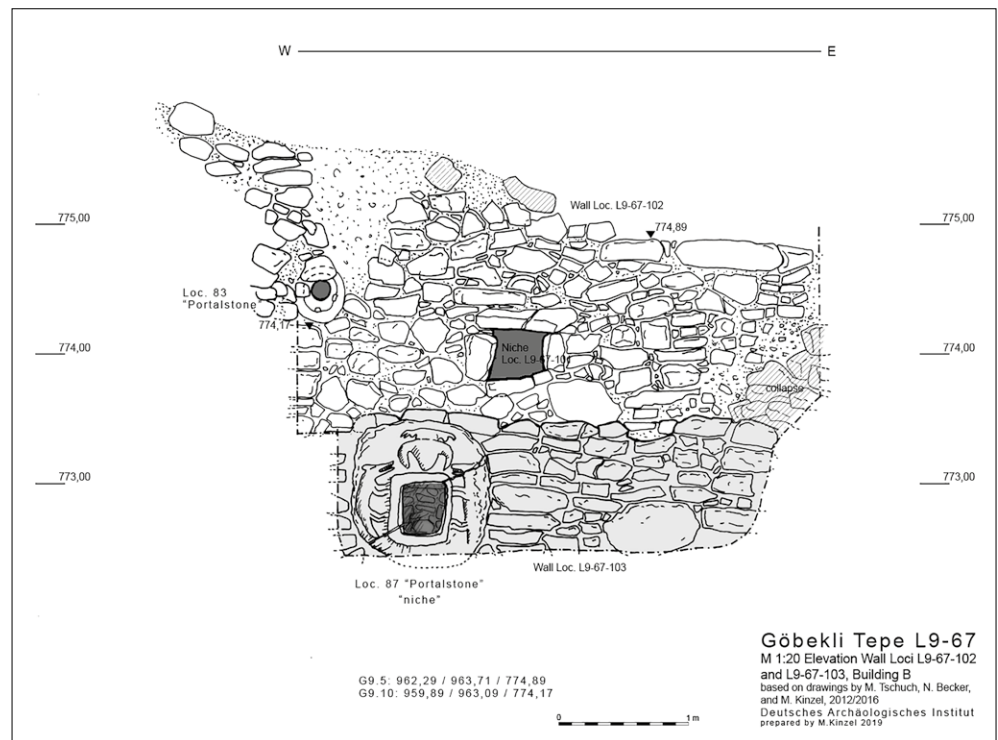 W E
775,00 775,00
Wall Loc. L9-67-102
774,89
Loc. 83
"Portalstone
774,17
774,00 774,00
Niche
Loc. L9-67-101
collapse
773,00 773,00
Wall Loc. L9-67-103
Loc. 87 "Portalstone"
"niche"
Göbekli Tepe L9-67
M 1:20 Elevation Wall Loci L9-67-102
and L9-67-103, Building B
based on drawings by M. Tschuch, N. Becker,
and M. Kinzel, 2012/2016
Deutsches Archäologisches Institut
prepared by M.Kinzel 2019
G9.5: 962,29 / 963,71 / 774,89
G9.10: 959,89 / 963,09 / 774,17
0 1 m